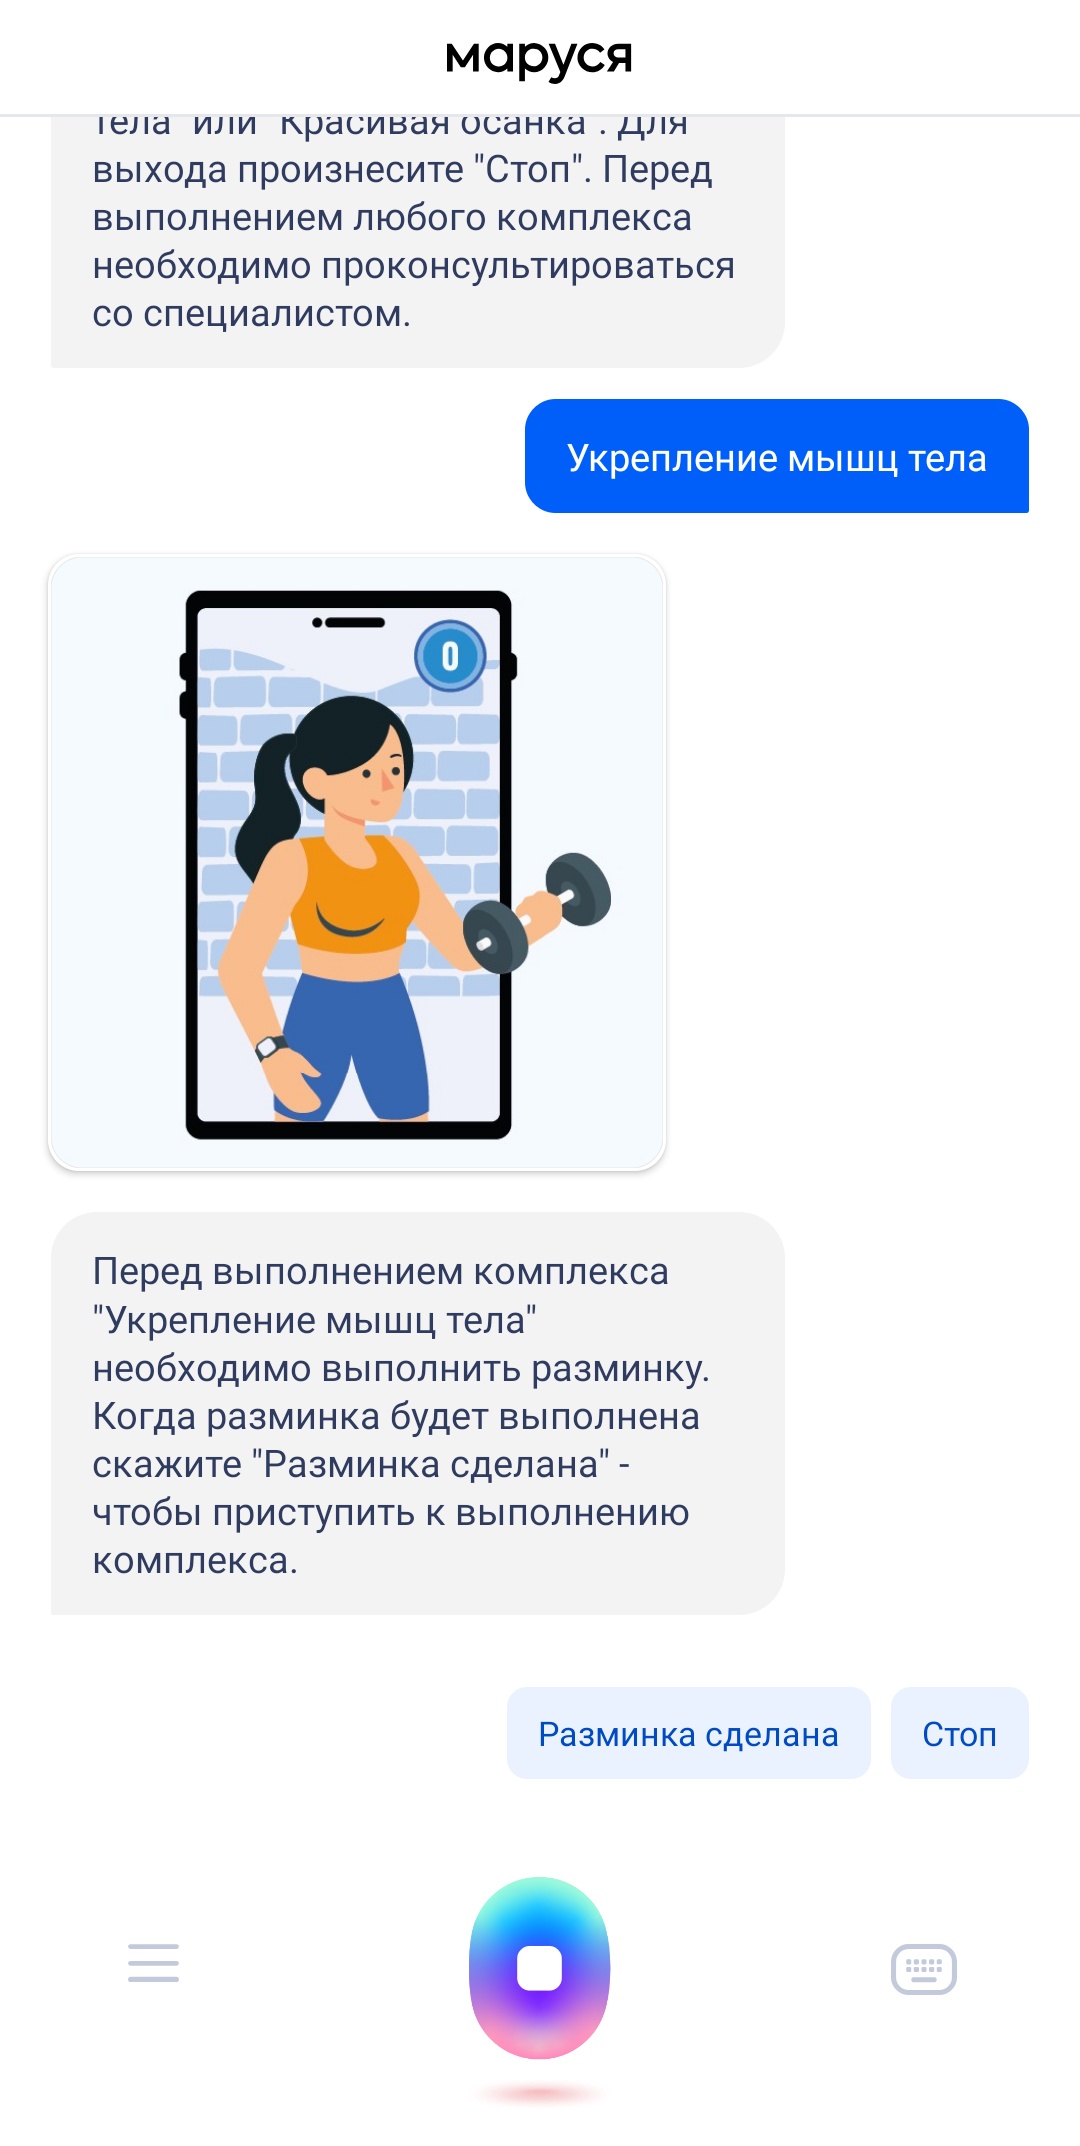 маруся
тела" или "Красивая осанка". Для
выхода произнесите "Стоп". Перед
выполнением любого комплекса
необходимо проконсультироваться
со специалистом.
Укрепление мышц тела
0
Перед выполнением комплекса
"Укрепление мышц тела"
необходимо выполнить разминку.
Когда разминка будет выполнена
скажите "Разминка сделана" -
чтобы приступить к выполнению
комплекса.
Разминка сделана
Стоп